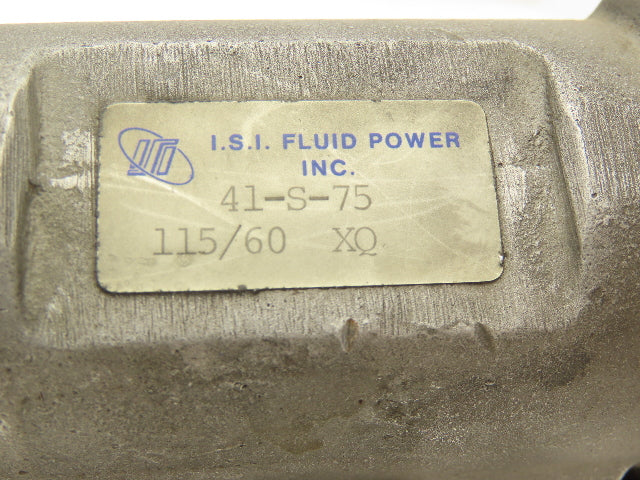 I.S.I. FLUID POWER
INC.
41-S-75
115/60 XQ